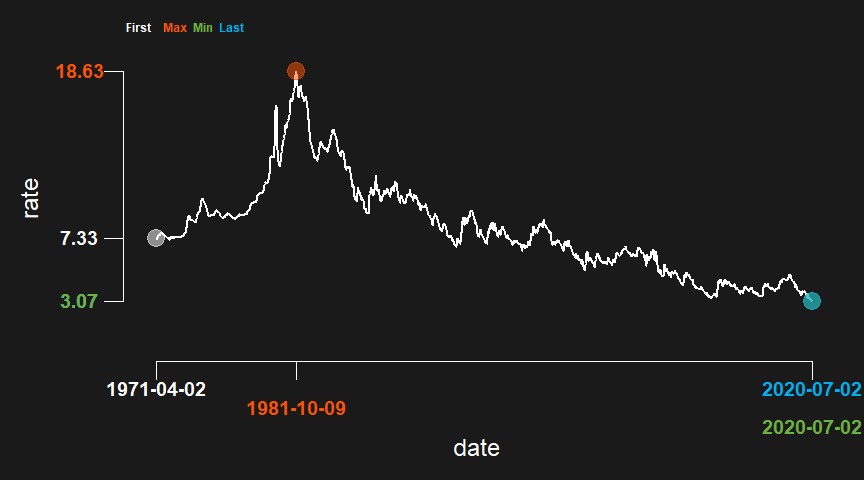 First Max Min Last
18.63
rate
7.33
3.07
1971-04-02 2020-07-02
1981-10-09
2020-07-02
date